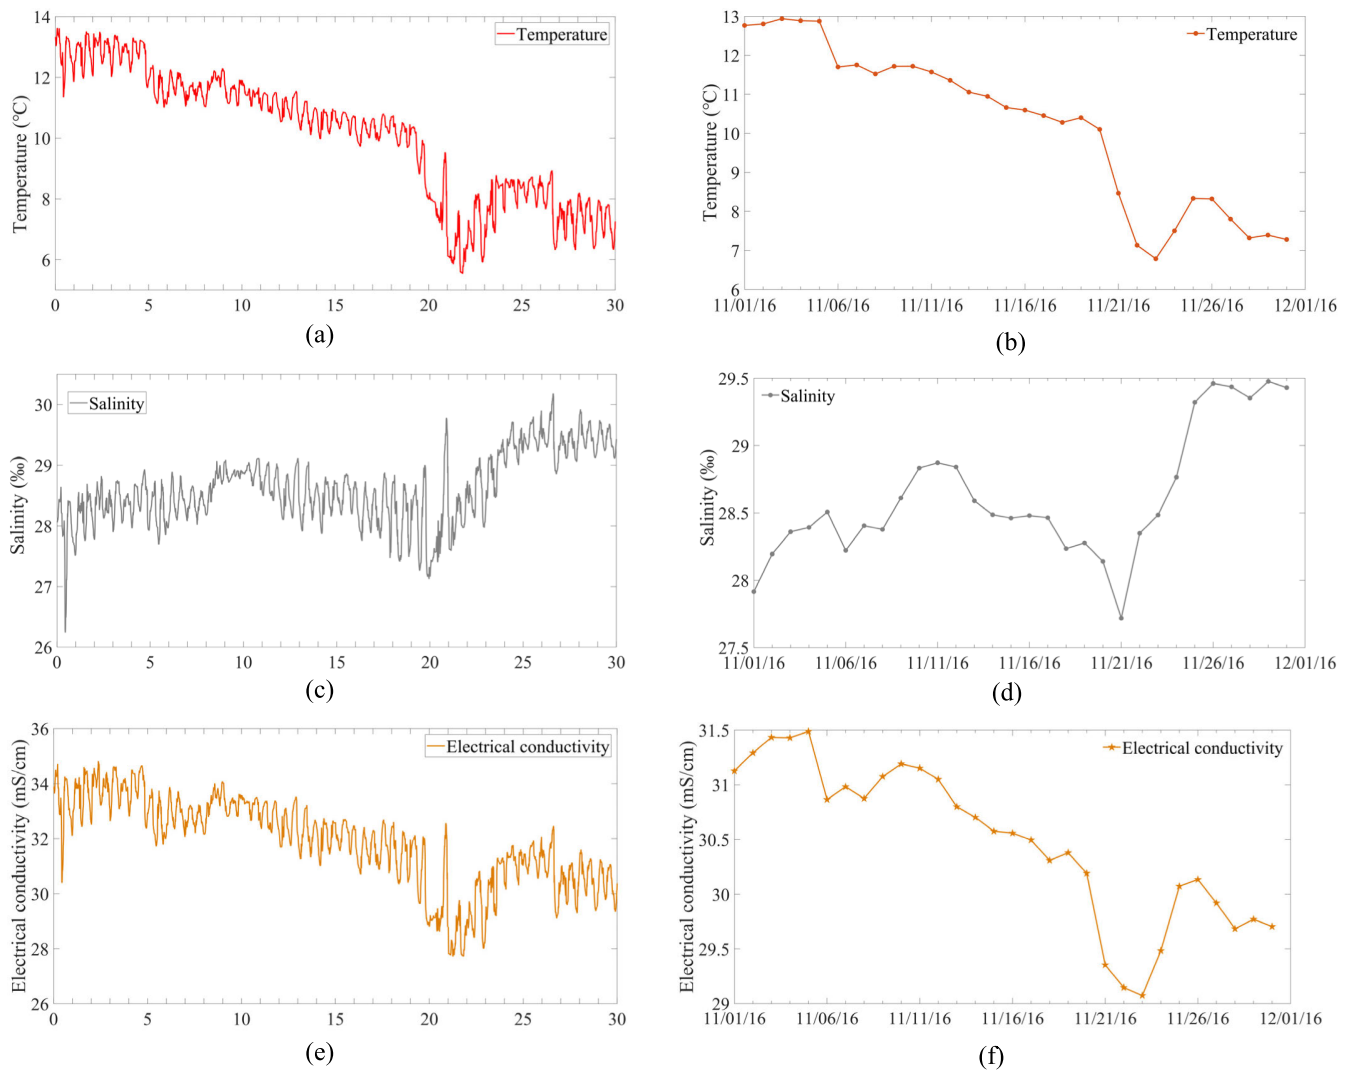 14
12
10
8
6
Temperature (℃)
Temperature
0 5 10 15 20 25 30
(a)
13
12
11
10
9
8
7
6
Temperature (℃)
Temperature
11/01/16 11/06/16 11/11/16 11/16/16 11/21/16 11/26/16 12/01/16
(b)
30
29
28
27
26
Salinity (‰)
Salinity
0 5 10 15 20 25 30
(c)
29.5
29
28.5
28
27.5
Salinity (‰)
Salinity
11/01/16 11/06/16 11/11/16 11/16/16 11/21/16 11/26/16 12/01/16
(d)
36
34
32
30
28
26
Electrical conductivity (mS/cm)
Electrical conductivity
0 5 10 15 20 25 30
(e)
31.5
31
30.5
30
29.5
29
Electrical conductivity (mS/cm)
Electrical conductivity
11/01/16 11/06/16 11/11/16 11/16/16 11/21/16 11/26/16 12/01/16
(f)